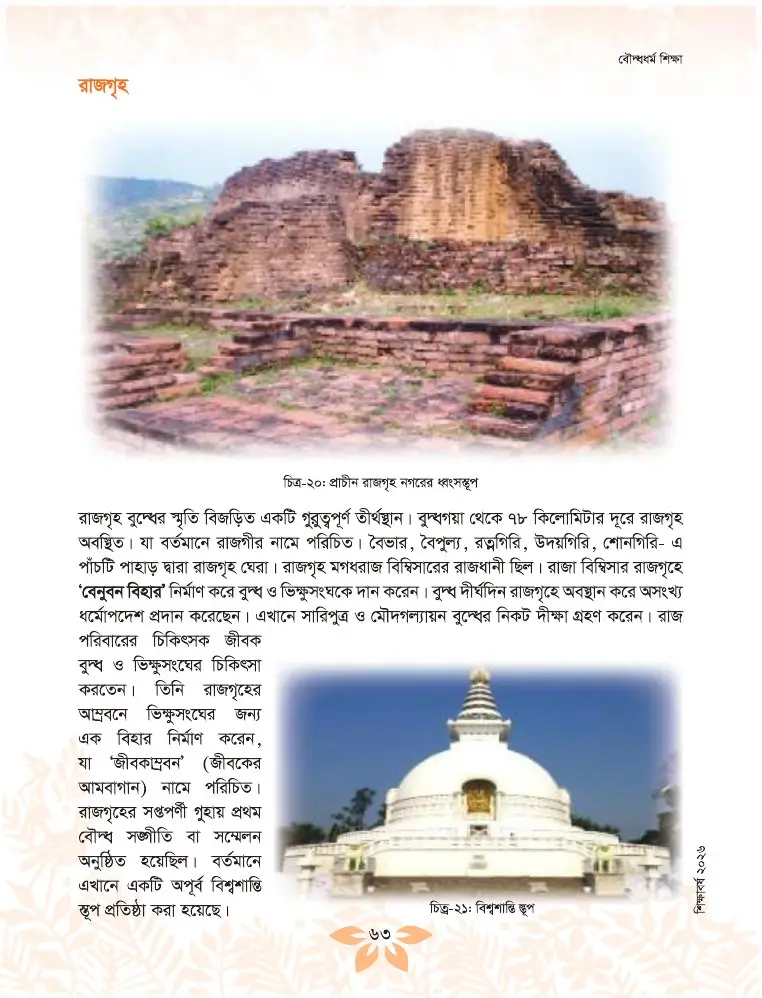 বৌদ্ধধর্ম শিক্ষা
রাজগৃহ
চিত্র-২০: প্রাচীন রাজগৃহ নগরের ধ্বংসস্তূপ
রাজগৃহ বুদ্ধের স্মৃতি বিজড়িত একটি গুরুত্বপূর্ণ তীর্থস্থান। বুদ্ধগয়া থেকে ৭৮ কিলোমিটার দূরে রাজগৃহ
অবস্থিত। যা বর্তমানে রাজগীর নামে পরিচিত। বৈভার, বৈপুল্য, রত্নগিরি, উদয়গিরি, শোনগিরি- এ
পাঁচটি পাহাড় দ্বারা রাজগৃহ ঘেরা। রাজগৃহ মগধরাজ বিম্বিসারের রাজধানী ছিল। রাজা বিম্বিসার রাজগৃহে
‘বেনুবন বিহার’ নির্মাণ করে বুদ্ধ ও ভিক্ষুসংঘকে দান করেন। বুদ্ধ দীর্ঘদিন রাজগৃহে অবস্থান করে অসংখ্য
ধর্মোপদেশ প্রদান করেছেন। এখানে সারিপুত্র ও মৌদগল্যায়ন বুদ্ধের নিকট দীক্ষা গ্রহণ করেন। রাজ
পরিবারের চিকিৎসক জীবক
বুদ্ধ ও ভিক্ষুসংঘের চিকিৎসা
করতেন। তিনি রাজগৃহের
আম্রবনে ভিক্ষুসংঘের জন্য
এক বিহার নির্মাণ করেন,
যা ‘জীবকাম্রবন’ (জীবকের
আমবাগান) নামে পরিচিত।
রাজগৃহের সপ্তপর্ণী গুহায় প্রথম
বৌদ্ধ সঙ্গীতি বা সম্মেলন
অনুষ্ঠিত হয়েছিল। বর্তমানে
এখানে একটি অপূর্ব বিশ্বশান্তি
স্তূপ প্রতিষ্ঠা করা হয়েছে।
চিত্র-২১: বিশ্বশান্তি স্তূপ
শিক্ষাবর্ষ ২০২৬
৬৩